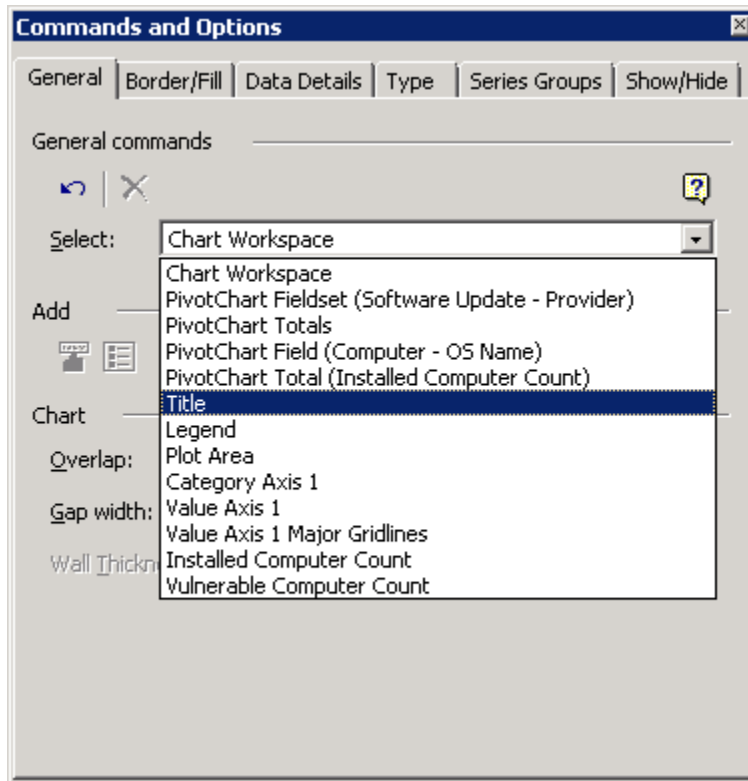 Commands and Options
General Border/Fill Data Details Type Series Groups Show/Hide
General commands
Select: Chart Workspace
Chart Workspace
PivotChart Fieldset (Software Update - Provider)
Add
PivotChart Totals
PivotChart Field (Computer - OS Name)
PivotChart Total (Installed Computer Count)
Title
Chart
Legend
Overlap:
Plot Area
Category Axis 1
Gap width:
Value Axis 1
Value Axis 1 Major Gridlines
Wall Thickn
Installed Computer Count
Vulnerable Computer Count